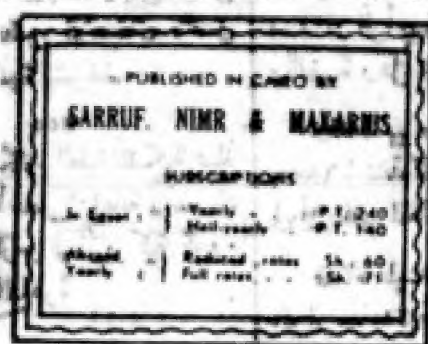 PUBLISHED IN CAIRO BY
SARRUF, NIMR & MAKARIUS
SUBSCRIPTIONS
In Egypt : } Yearly . . P.T. 240
Half-yearly . P.T. 140
Abroad } Reduced rates Sh. 60
Yearly : } Full rates . . Sh. 71